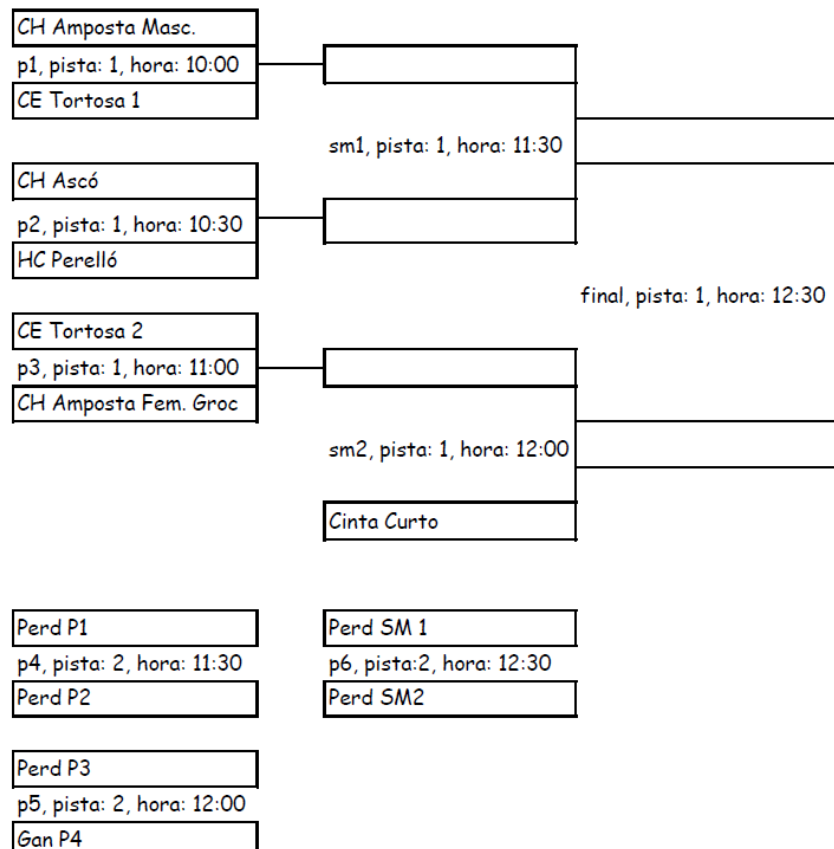 CH Amposta Masc.
p1, pista: 1, hora: 10:00
CE Tortosa 1
sm1, pista: 1, hora: 11:30
CH Ascó
p2, pista: 1, hora: 10:30
HC Perelló
final, pista: 1, hora: 12:30
CE Tortosa 2
p3, pista: 1, hora: 11:00
CH Amposta Fem. Groc
sm2, pista: 1, hora: 12:00
Cinta Curto
Perd P1
p4, pista: 2, hora: 11:30
Perd P2
Perd SM 1
p6, pista:2, hora: 12:30
Perd SM2
Perd P3
p5, pista: 2, hora: 12:00
Gan P4